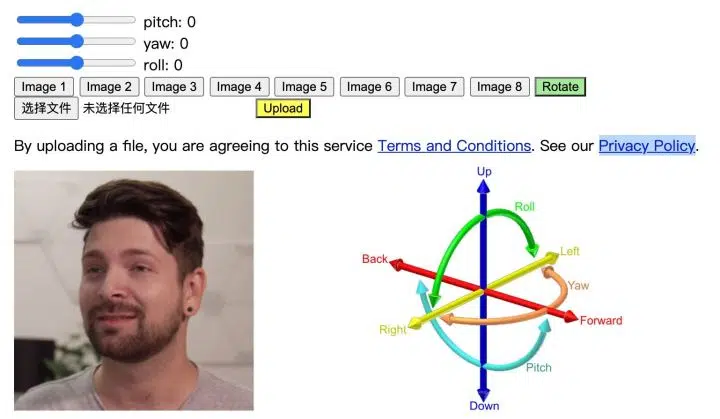 pitch: 0
yaw: 0
roll: 0
Image 1 Image 2 Image 3 Image 4 Image 5 Image 6 Image 7 Image 8 Rotate
选择文件 未选择任何文件 Upload
By uploading a file, you are agreeing to this service Terms and Conditions. See our Privacy Policy.
Up
Roll
Left
Back
Yaw
Forward
Right
Pitch
Down